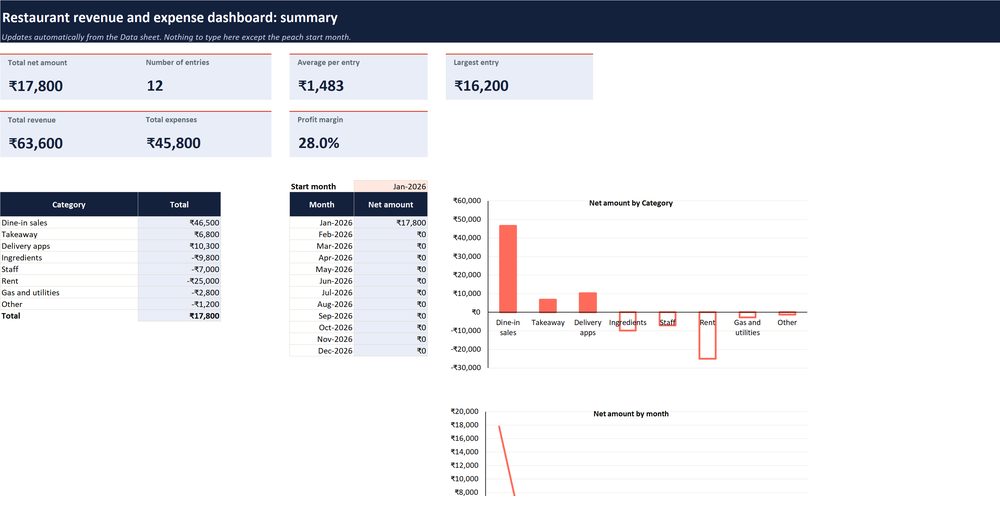 Restaurant revenue and expense dashboard: summary
Updates automatically from the Data sheet. Nothing to type here except the peach start month.
Total net amount Number of entries Average per entry Largest entry
₹17,800 12 ₹1,483 ₹16,200
Total revenue Total expenses Profit margin
₹63,600 ₹45,800 28.0%
Start month Jan-2026
Category Total
Dine-in sales ₹46,500
Takeaway ₹6,800
Delivery apps ₹10,300
Ingredients -₹9,800
Staff -₹7,000
Rent -₹25,000
Gas and utilities -₹2,800
Other -₹1,200
Total ₹17,800
Month Net amount
Jan-2026 ₹17,800
Feb-2026 ₹0
Mar-2026 ₹0
Apr-2026 ₹0
May-2026 ₹0
Jun-2026 ₹0
Jul-2026 ₹0
Aug-2026 ₹0
Sep-2026 ₹0
Oct-2026 ₹0
Nov-2026 ₹0
Dec-2026 ₹0
Net amount by Category
₹60,000
₹50,000
₹40,000
₹30,000
₹20,000
₹10,000
₹0
-₹10,000
-₹20,000
-₹30,000
Dine-in sales Takeaway Delivery apps Ingredients Staff Rent Gas and utilities Other
Net amount by month
₹20,000
₹18,000
₹16,000
₹14,000
₹12,000
₹10,000
₹8,000